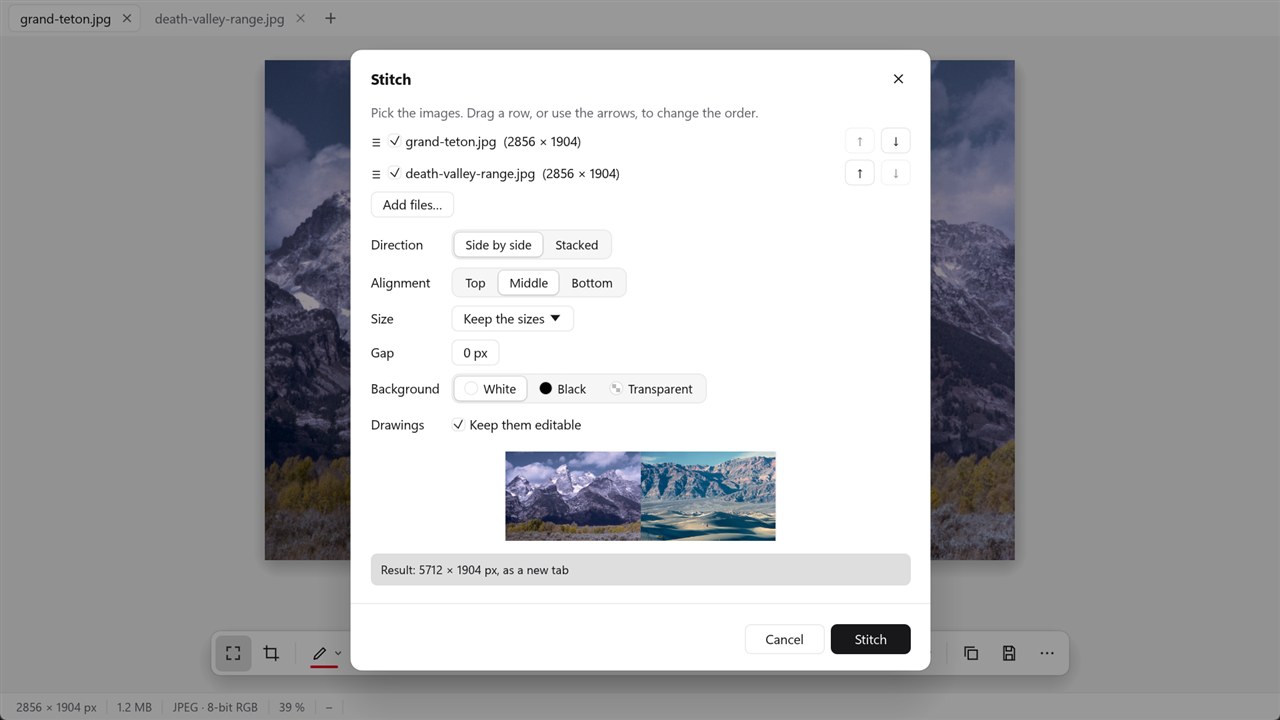 grand-teton.jpg
death-valley-range.jpg
Stitch
Pick the images. Drag a row, or use the arrows, to change the order.
grand-teton.jpg (2856 × 1904)
death-valley-range.jpg (2856 × 1904)
Add files...
Direction Side by side Stacked
Alignment Top Middle Bottom
Size Keep the sizes
Gap 0 px
Background White Black Transparent
Drawings Keep them editable
Result: 5712 × 1904 px, as a new tab
Cancel Stitch
2856 × 1904 px 1.2 MB JPEG · 8-bit RGB 39 % –